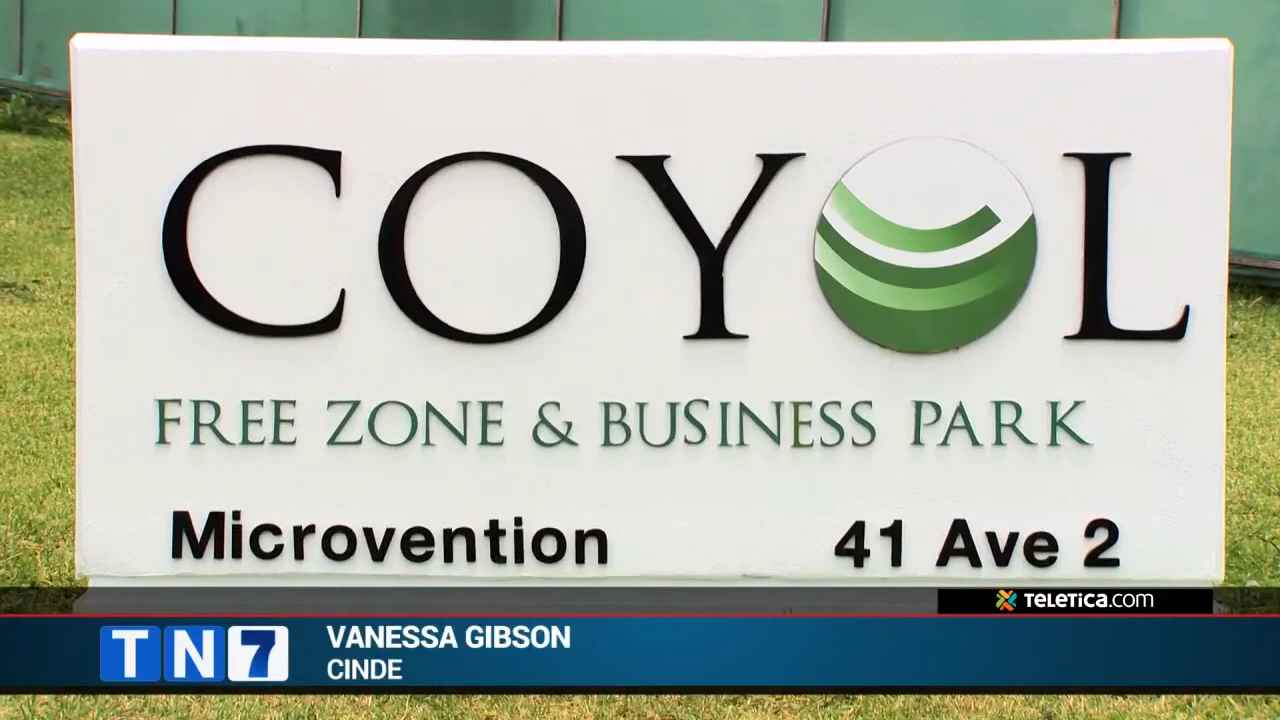 COYOL
FREE ZONE & BUSINESS PARK
Microvention 41 Ave 2
TELETICA.com
TN7 VANESSA GIBSON
CINDE